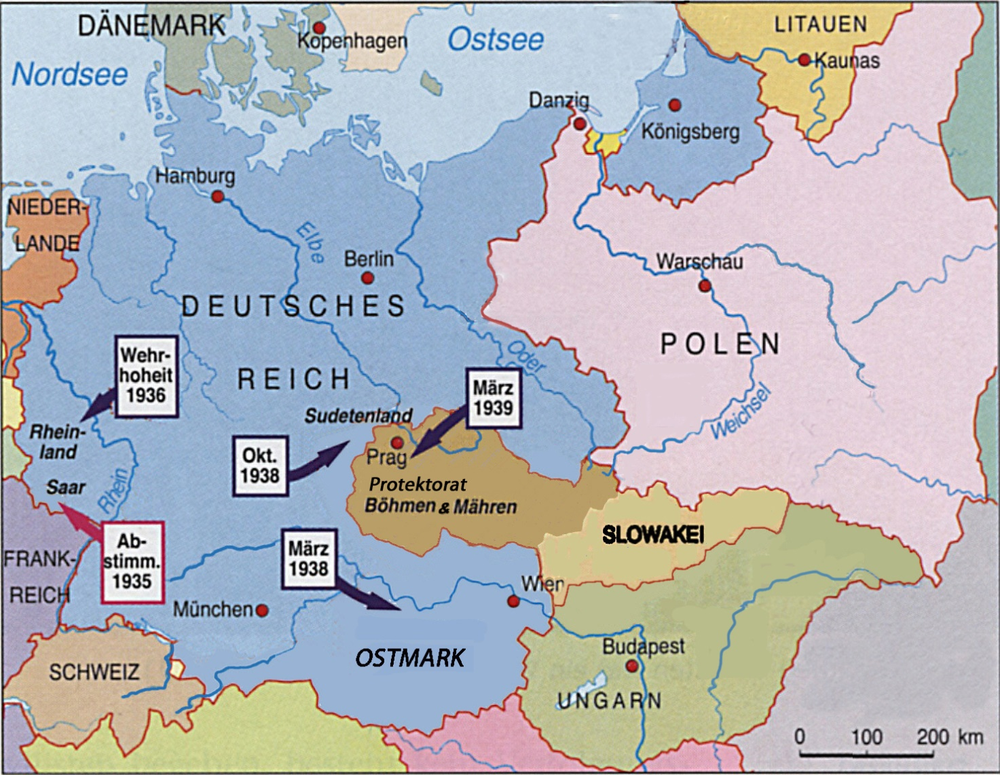 DÄNEMARK
Kopenhagen
Ostsee
LITAUEN
Kaunas
Nordsee
Danzig
Königsberg
Hamburg
NIEDER-
LANDE
Elbe
Berlin
Warschau
DEUTSCHES
REICH
POLEN
Oder
Weichsel
Wehr-
hoheit
1936
März
1939
Sudetenland
Rhein-
land
Okt.
1938
Prag
Saar
Rhein
Protektorat
Böhmen & Mähren
SLOWAKEI
Ab-
stimm.
1935
März
1938
FRANK-
REICH
Wien
München
Budapest
OSTMARK
SCHWEIZ
UNGARN
0 100 200 km